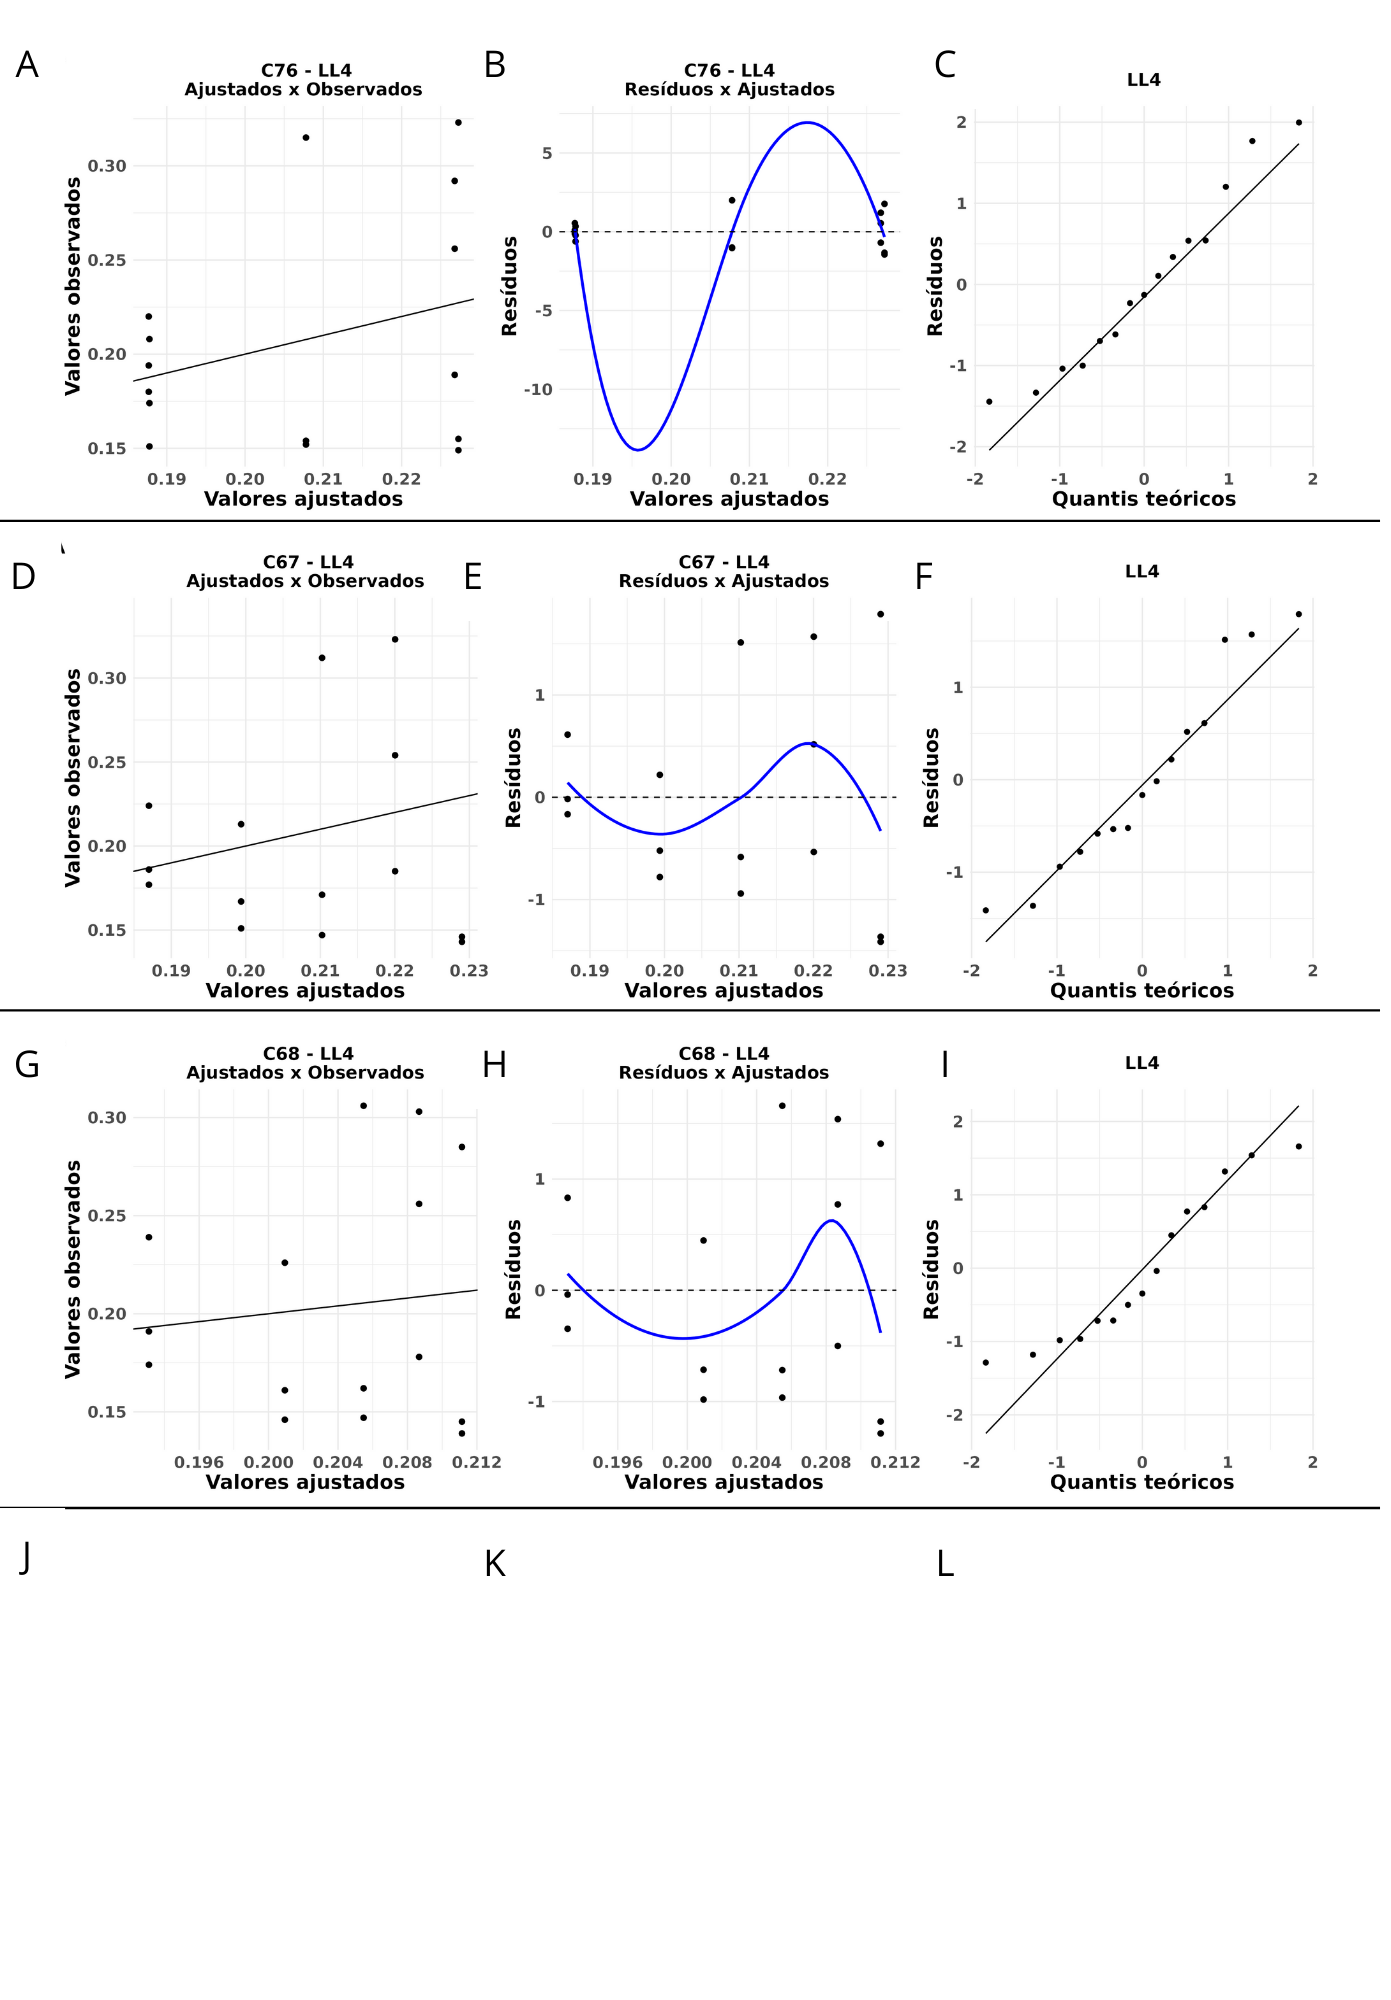 A
C76 - LL4
Ajustados x Observados
Valores observados
0.30
0.25
0.20
0.15
0.19 0.20 0.21 0.22
Valores ajustados
B
C76 - LL4
Resíduos x Ajustados
Resíduos
5
0
-5
-10
0.19 0.20 0.21 0.22
Valores ajustados
C
LL4
Resíduos
2
1
0
-1
-2
-2 -1 0 1 2
Quantis teóricos
D
C67 - LL4
Ajustados x Observados
Valores observados
0.30
0.25
0.20
0.15
0.19 0.20 0.21 0.22 0.23
Valores ajustados
E
C67 - LL4
Resíduos x Ajustados
Resíduos
1
0
-1
0.19 0.20 0.21 0.22 0.23
Valores ajustados
F
LL4
Resíduos
1
0
-1
-2 -1 0 1 2
Quantis teóricos
G
C68 - LL4
Ajustados x Observados
Valores observados
0.30
0.25
0.20
0.15
0.196 0.200 0.204 0.208 0.212
Valores ajustados
H
C68 - LL4
Resíduos x Ajustados
Resíduos
1
0
-1
0.196 0.200 0.204 0.208 0.212
Valores ajustados
I
LL4
Resíduos
2
1
0
-1
-2
-2 -1 0 1 2
Quantis teóricos
J
K
L